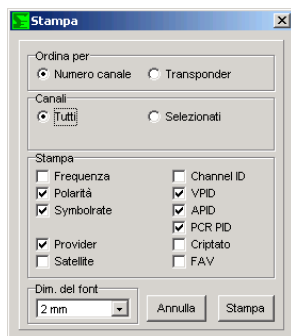 Stampa
Ordina per
Numero canale Transponder
Canali
Tutti Selezionati
Stampa
Frequenza Channel ID
Polarità VPID
Symbolrate APID
PCR PID
Provider Criptato
Satellite FAV
Dim. del font
2 mm Annulla Stampa